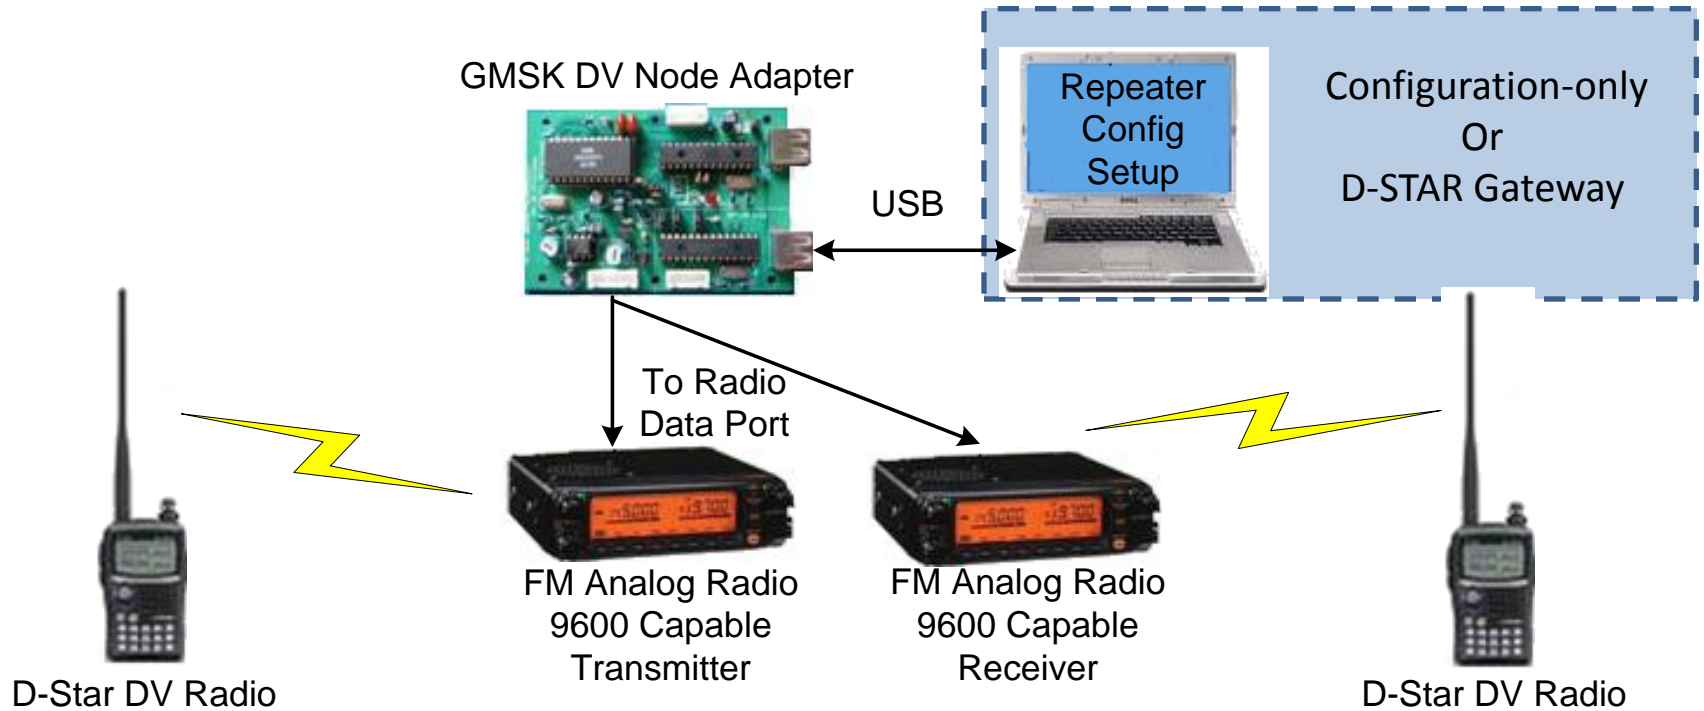 GMSK DV Node Adapter
Repeater
Config
Setup
Configuration-only
Or
D-STAR Gateway
USB
To Radio
Data Port
FM Analog Radio
9600 Capable
Transmitter
FM Analog Radio
9600 Capable
Receiver
D-Star DV Radio
D-Star DV Radio